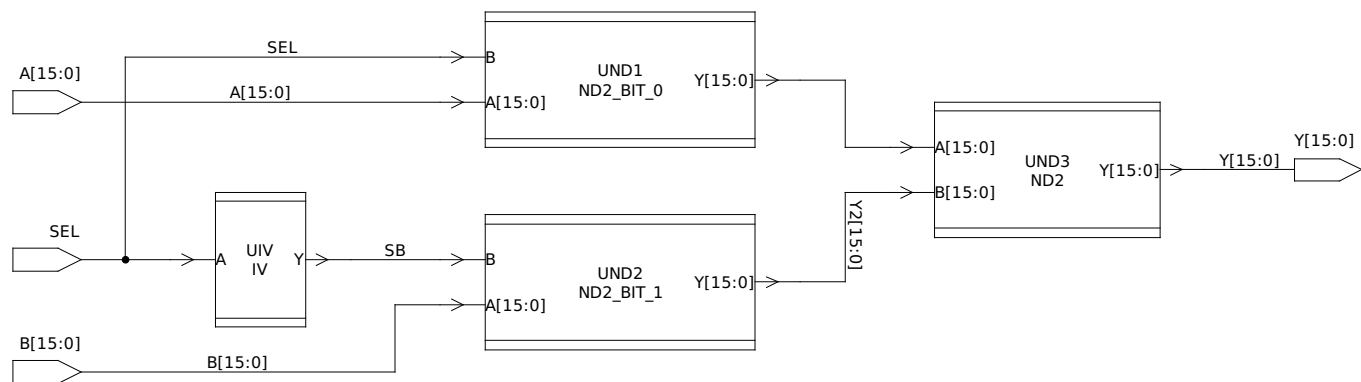 SEL
A[15:0]
A[15:0]
B
A[15:0]
UND1
ND2_BIT_0
Y[15:0]
A[15:0]
B[15:0]
UND3
ND2
Y[15:0]
Y[15:0]
Y[15:0]
SEL
A
UIV
IV
Y
SB
B
A[15:0]
UND2
ND2_BIT_1
Y[15:0]
Y2[15:0]
B[15:0]
B[15:0]